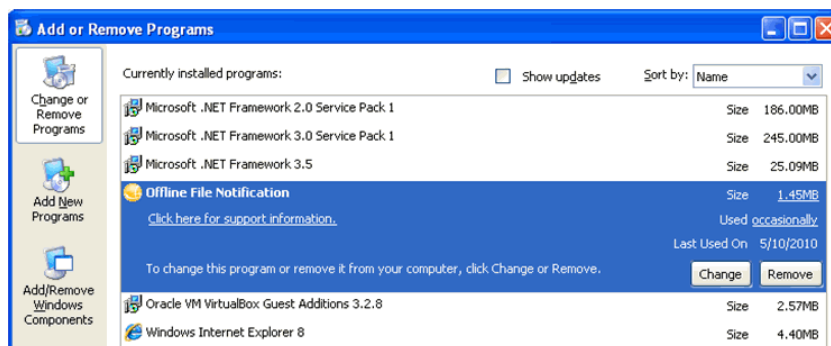 Add or Remove Programs
Change or
Remove
Programs
Add New
Programs
Add/Remove
Windows
Components
Currently installed programs:
Show updates
Sort by: Name
Microsoft .NET Framework 2.0 Service Pack 1 Size 186.00MB
Microsoft .NET Framework 3.0 Service Pack 1 Size 245.00MB
Microsoft .NET Framework 3.5 Size 25.09MB
Offline File Notification Size 1.45MB
Click here for support information. Used occasionally
Last Used On 5/10/2010
To change this program or remove it from your computer, click Change or Remove. Change Remove
Oracle VM VirtualBox Guest Additions 3.2.8 Size 2.57MB
Windows Internet Explorer 8 Size 4.40MB